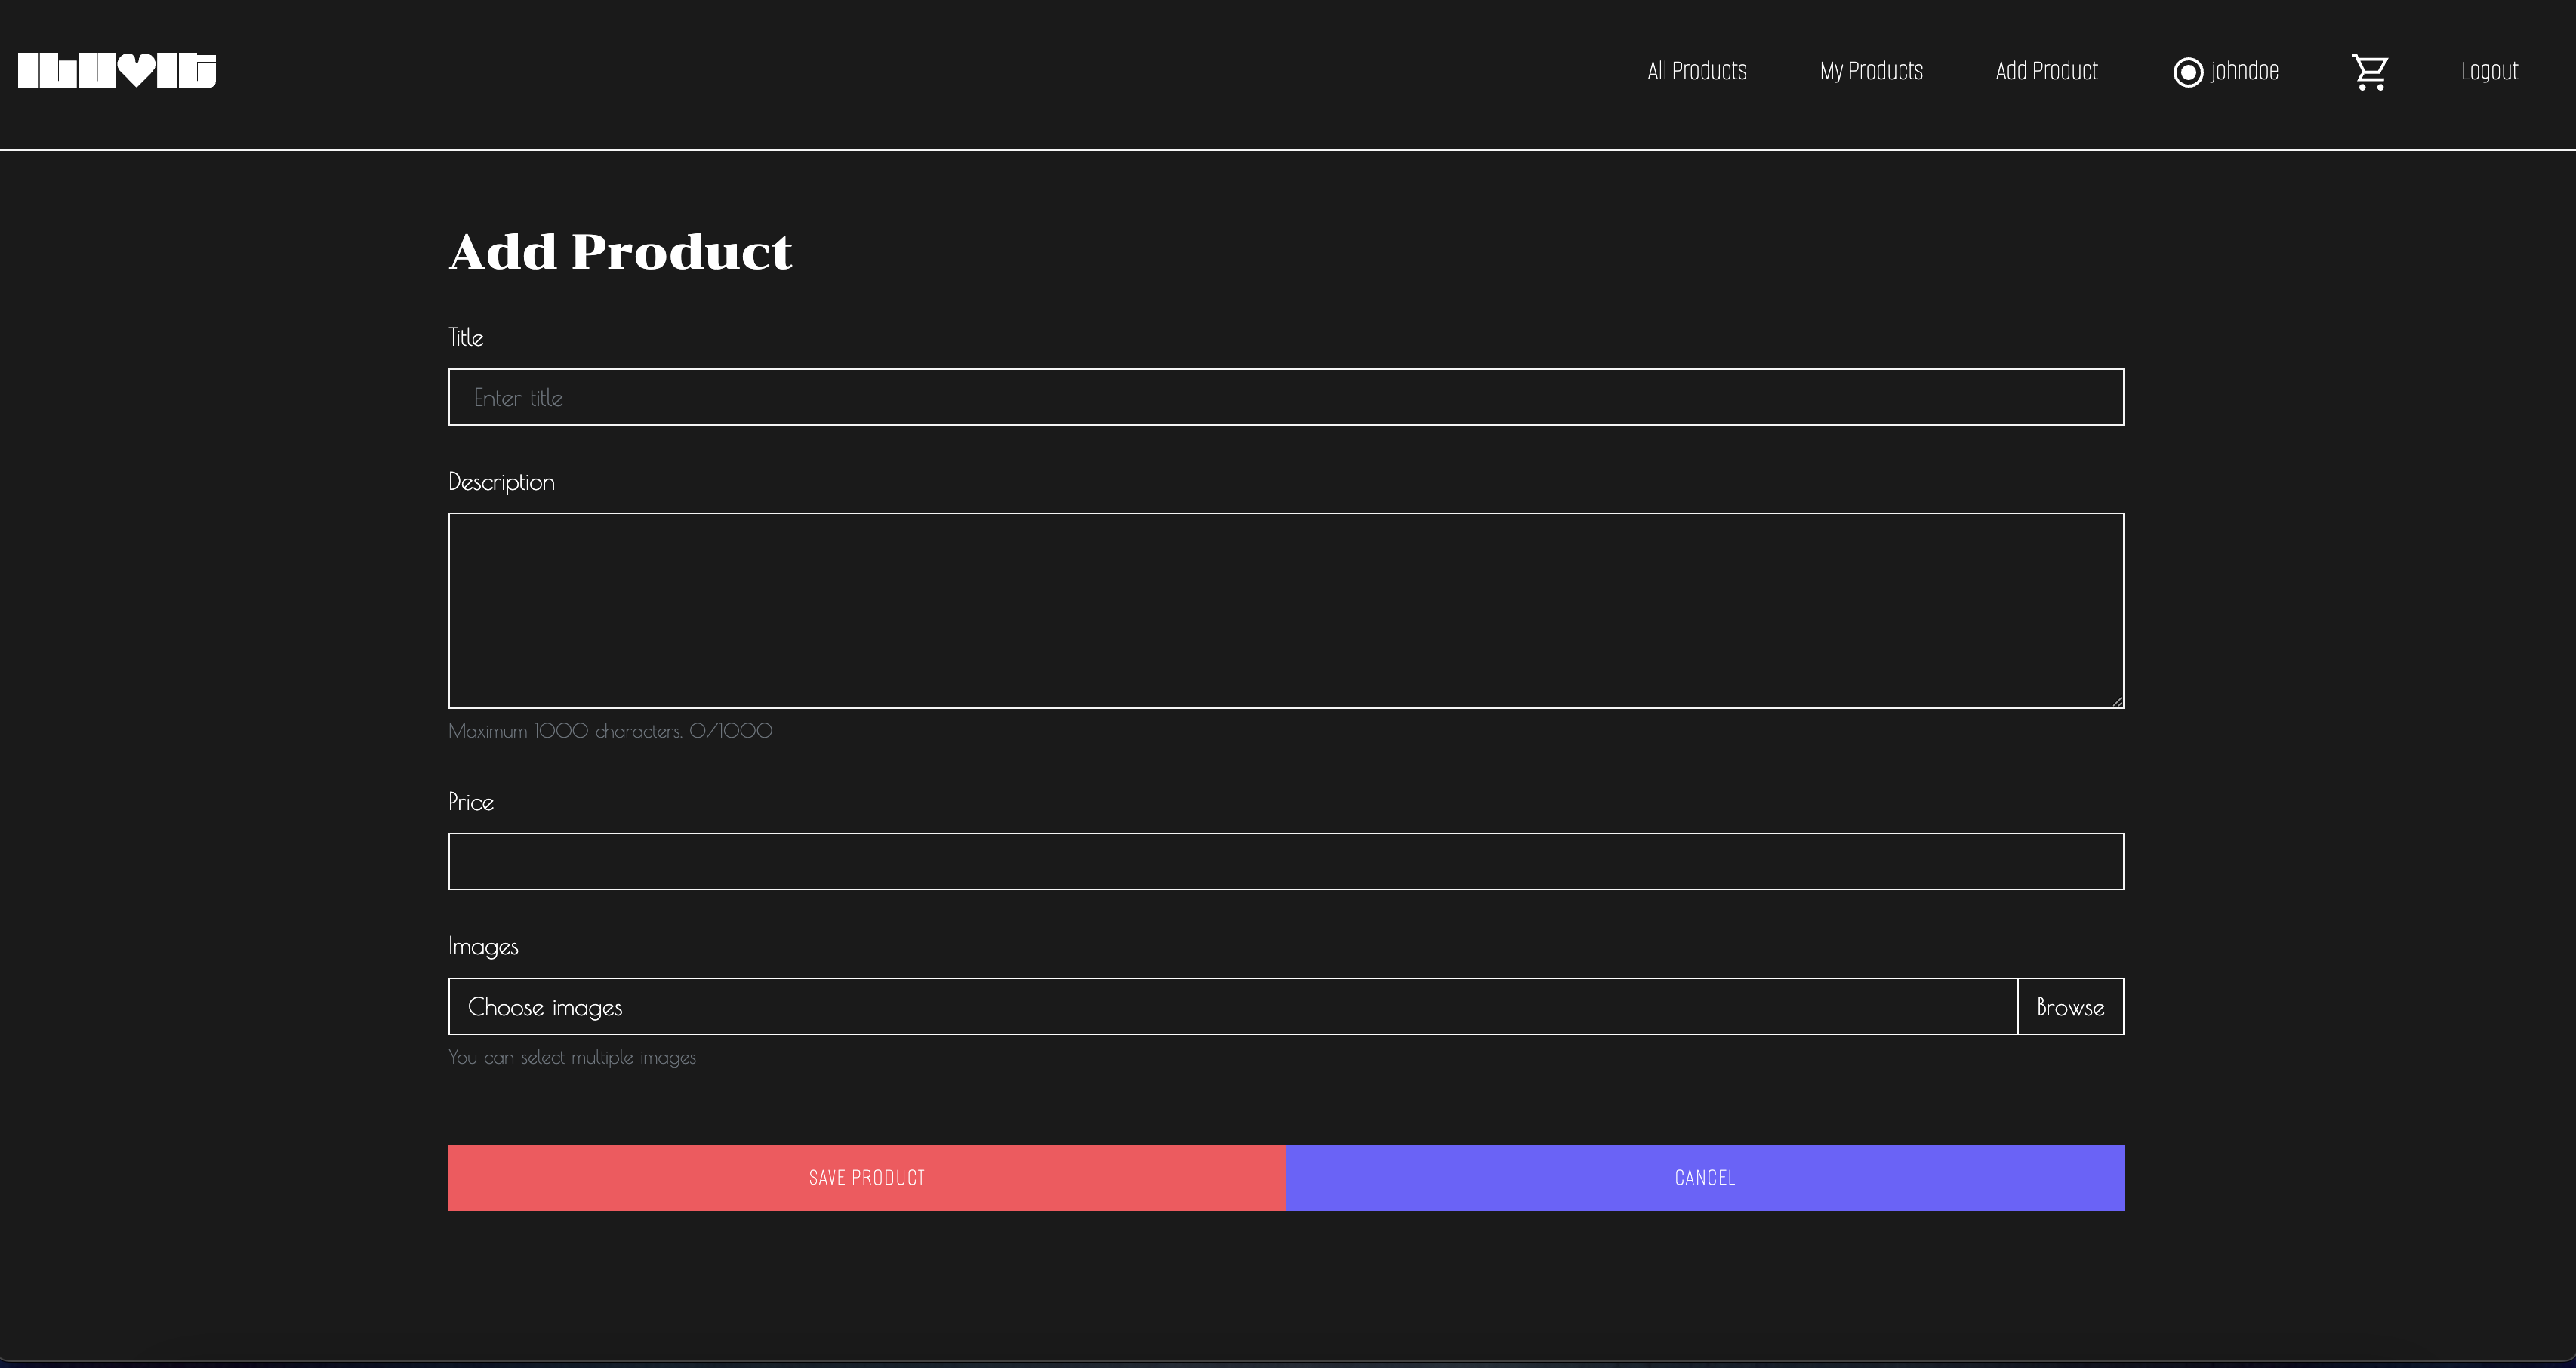 ILUVIT
All Products My Products Add Product johndoe Logout
Add Product
Title
Enter title
Description
Maximum 1000 characters. 0/1000
Price
Images
Choose images Browse
You can select multiple images
SAVE PRODUCT CANCEL